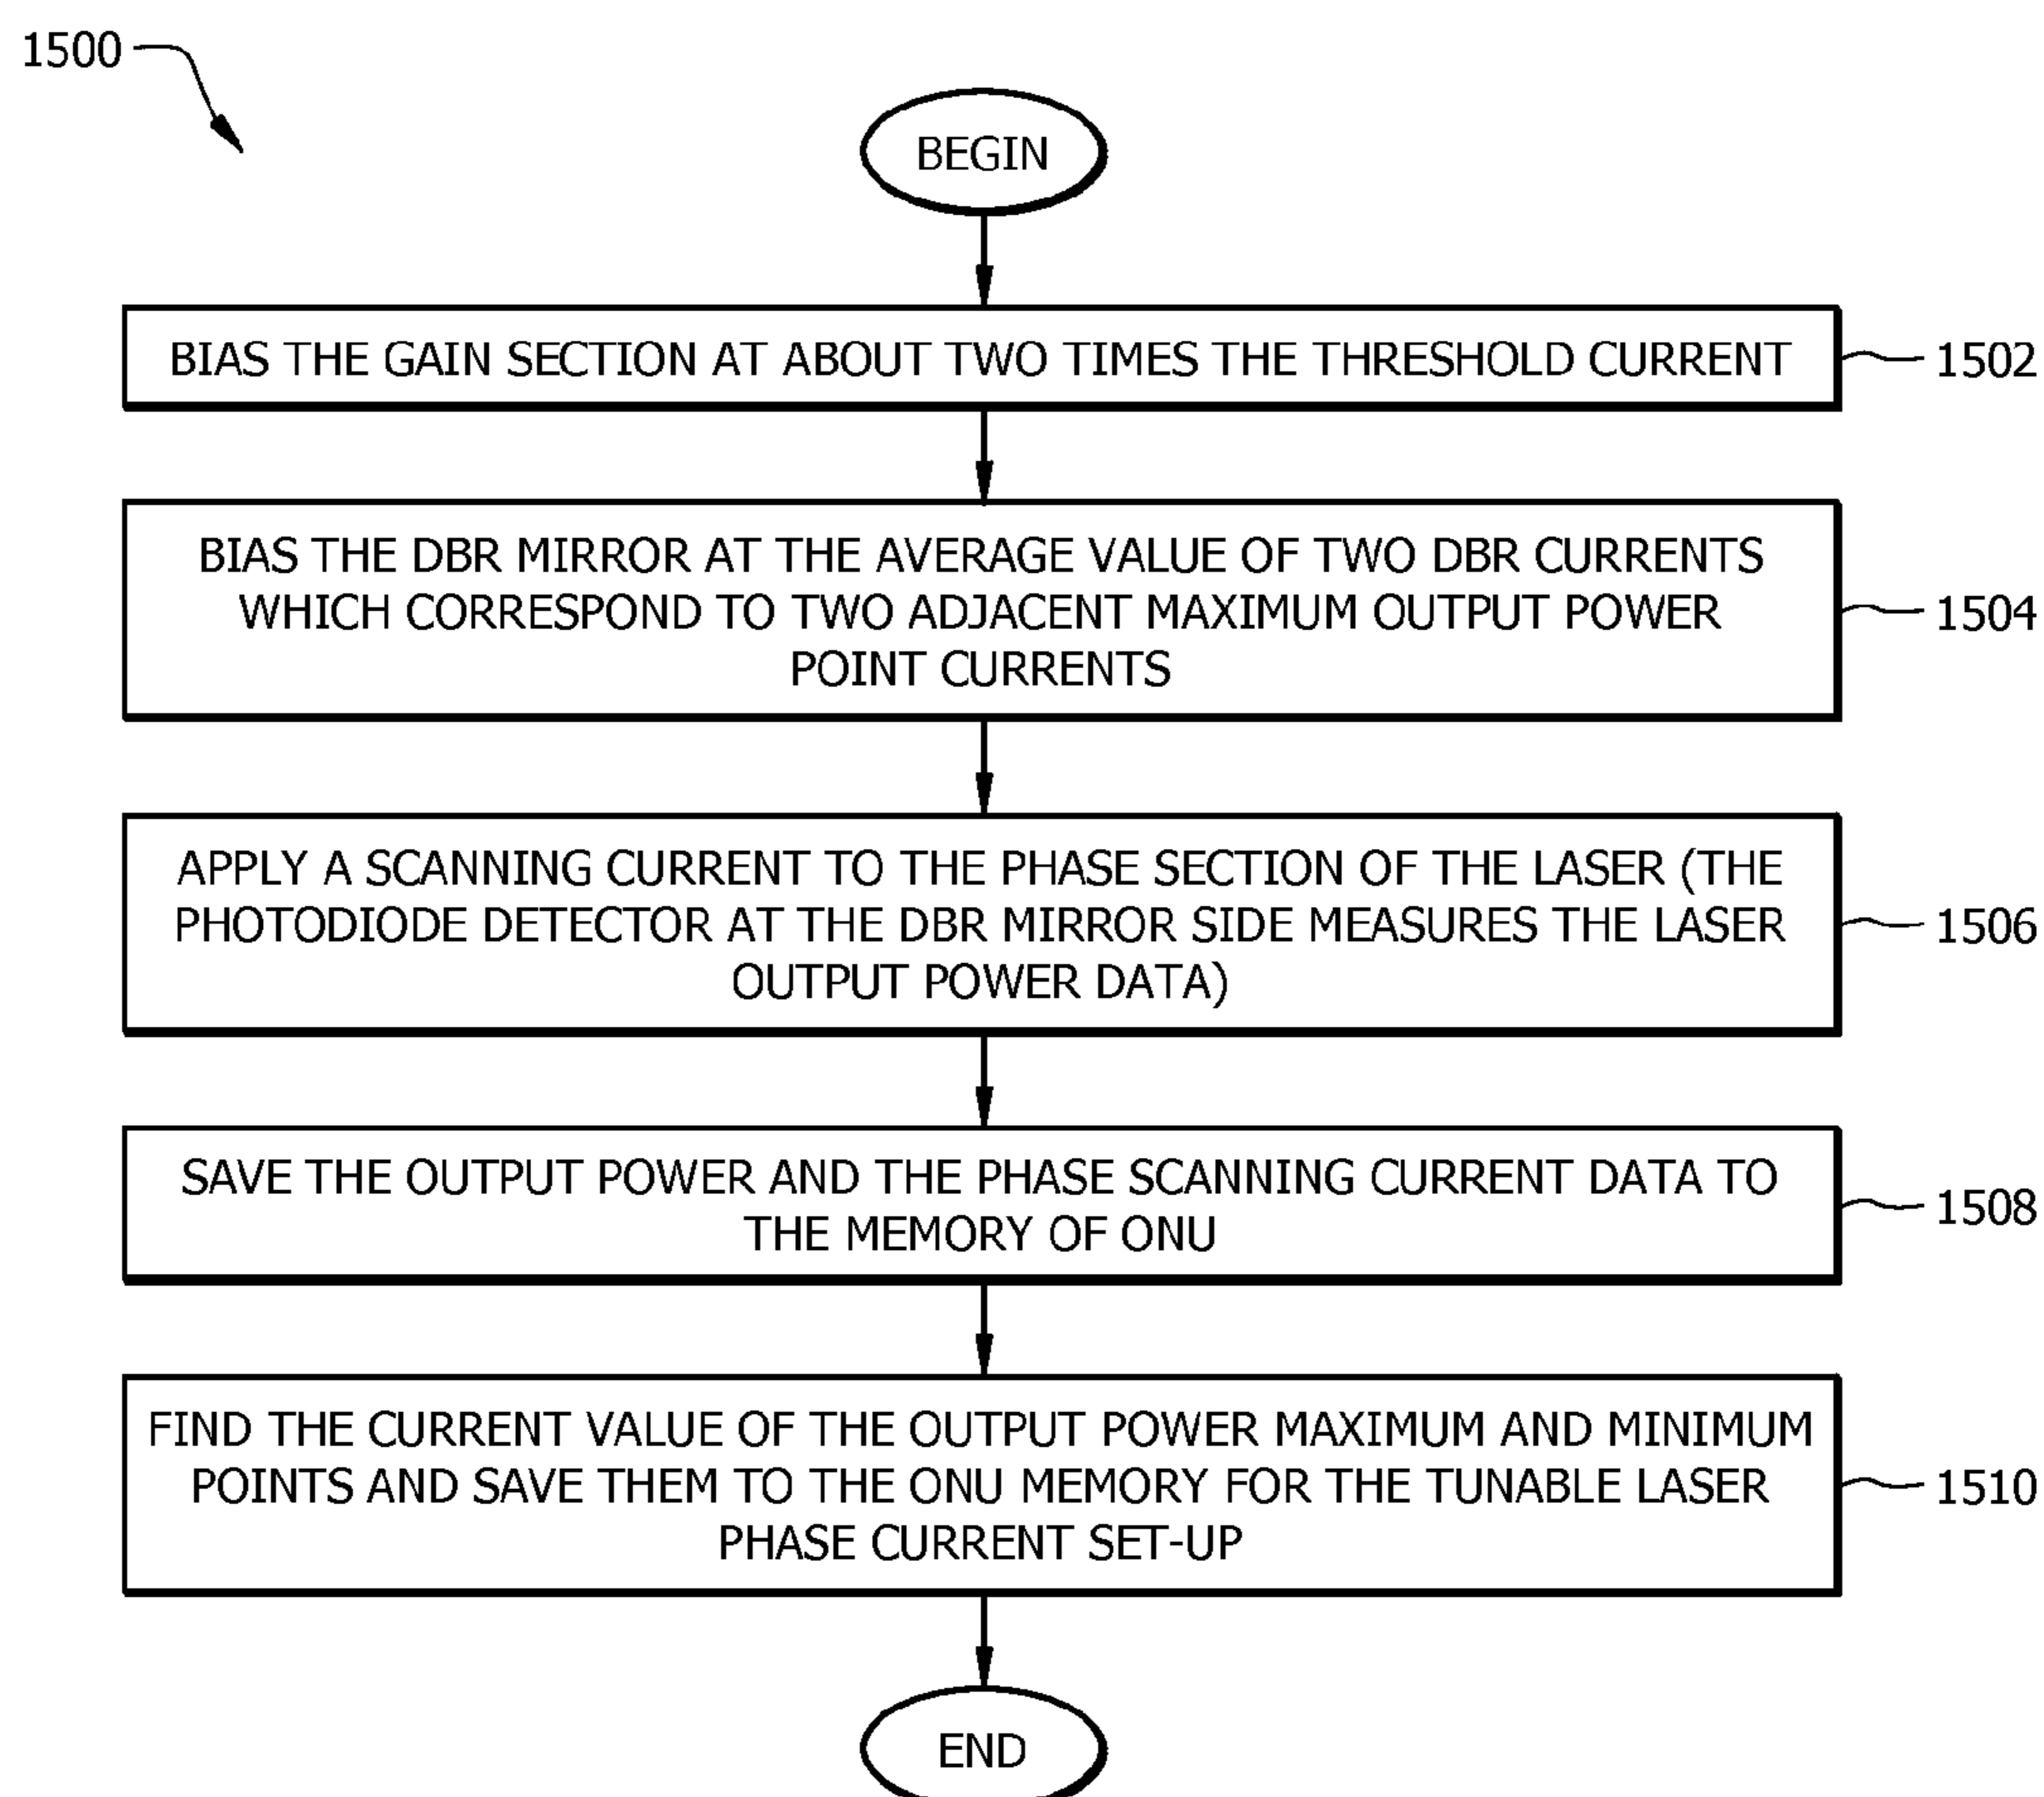 1500
BEGIN
BIAS THE GAIN SECTION AT ABOUT TWO TIMES THE THRESHOLD CURRENT
1502
BIAS THE DBR MIRROR AT THE AVERAGE VALUE OF TWO DBR CURRENTS
WHICH CORRESPOND TO TWO ADJACENT MAXIMUM OUTPUT POWER
POINT CURRENTS
1504
APPLY A SCANNING CURRENT TO THE PHASE SECTION OF THE LASER (THE
PHOTODIODE DETECTOR AT THE DBR MIRROR SIDE MEASURES THE LASER
OUTPUT POWER DATA)
1506
SAVE THE OUTPUT POWER AND THE PHASE SCANNING CURRENT DATA TO
THE MEMORY OF ONU
1508
FIND THE CURRENT VALUE OF THE OUTPUT POWER MAXIMUM AND MINIMUM
POINTS AND SAVE THEM TO THE ONU MEMORY FOR THE TUNABLE LASER
PHASE CURRENT SET-UP
1510
END